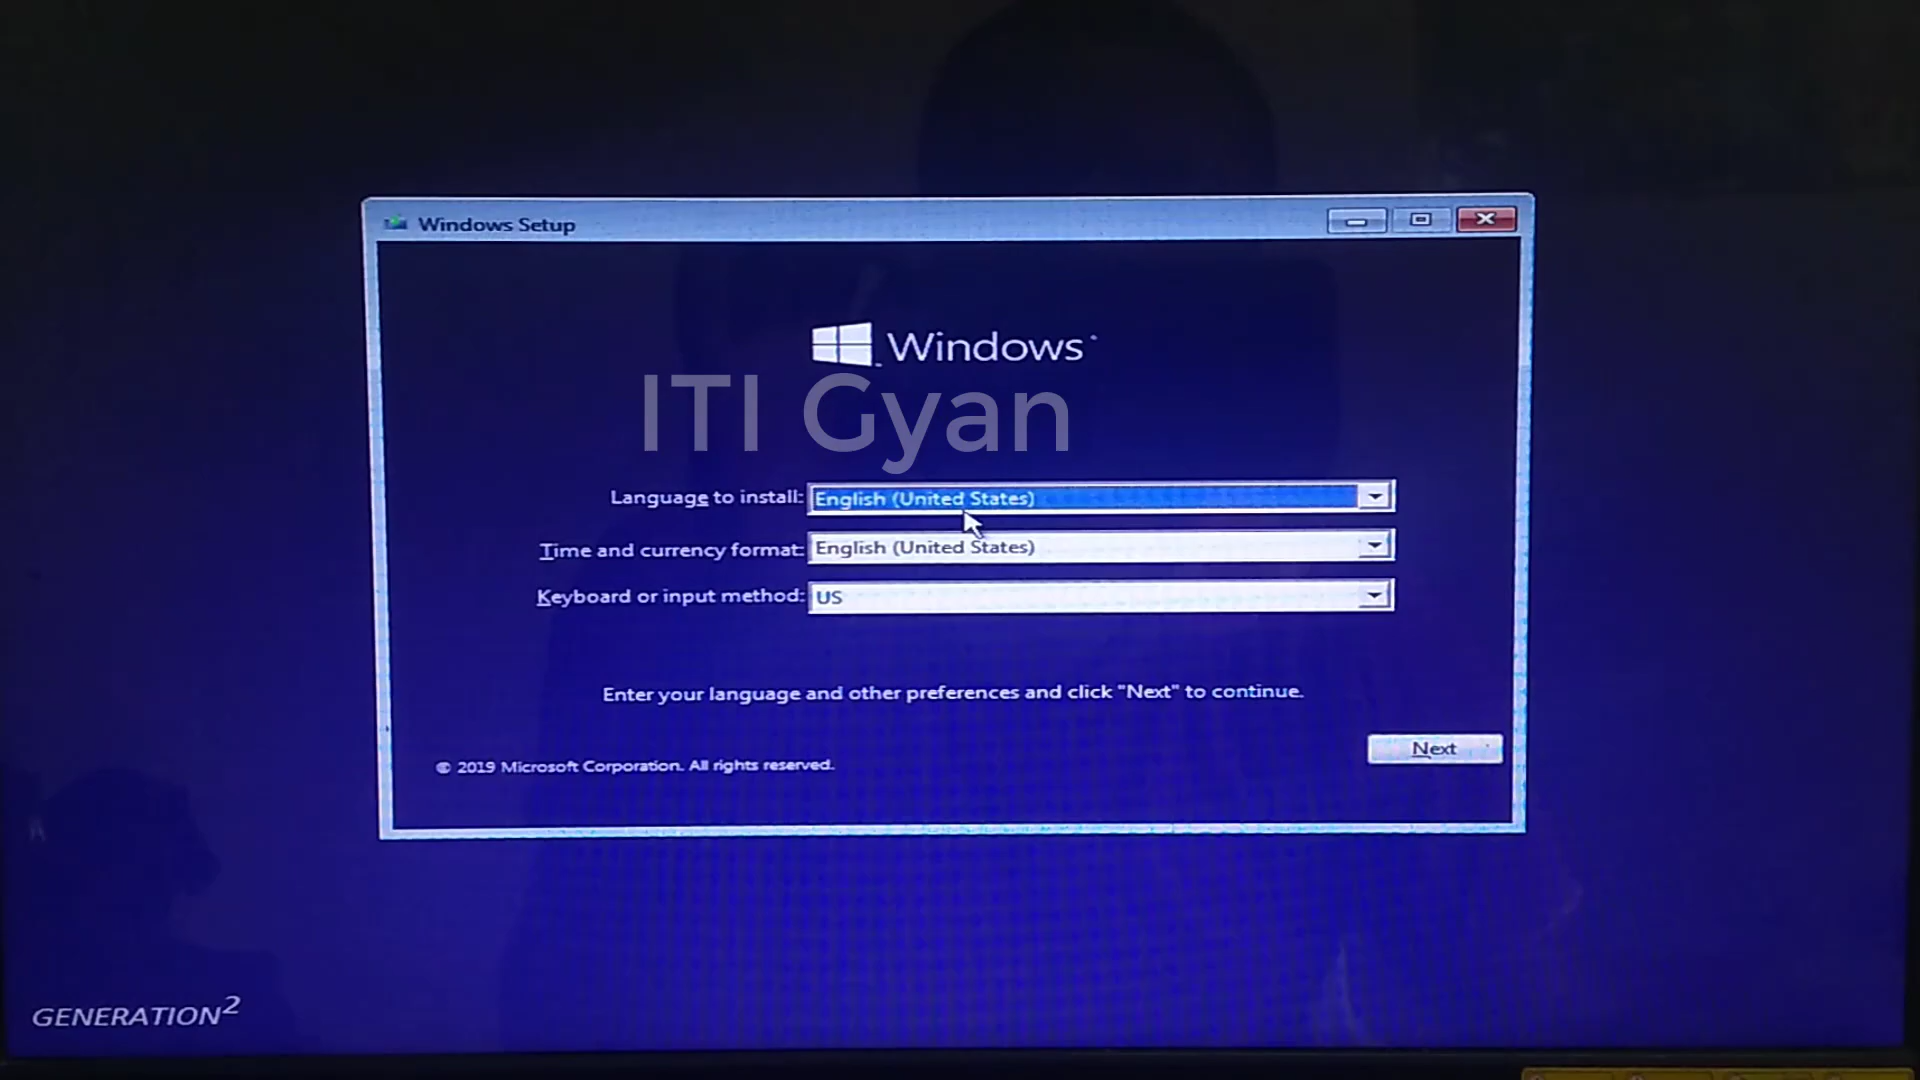 Windows Setup
Windows
ITI Gyan
Language to install: English (United States)
Time and currency format: English (United States)
Keyboard or input method: US
Enter your language and other preferences and click "Next" to continue.
Next
© 2019 Microsoft Corporation. All rights reserved.
GENERATION²